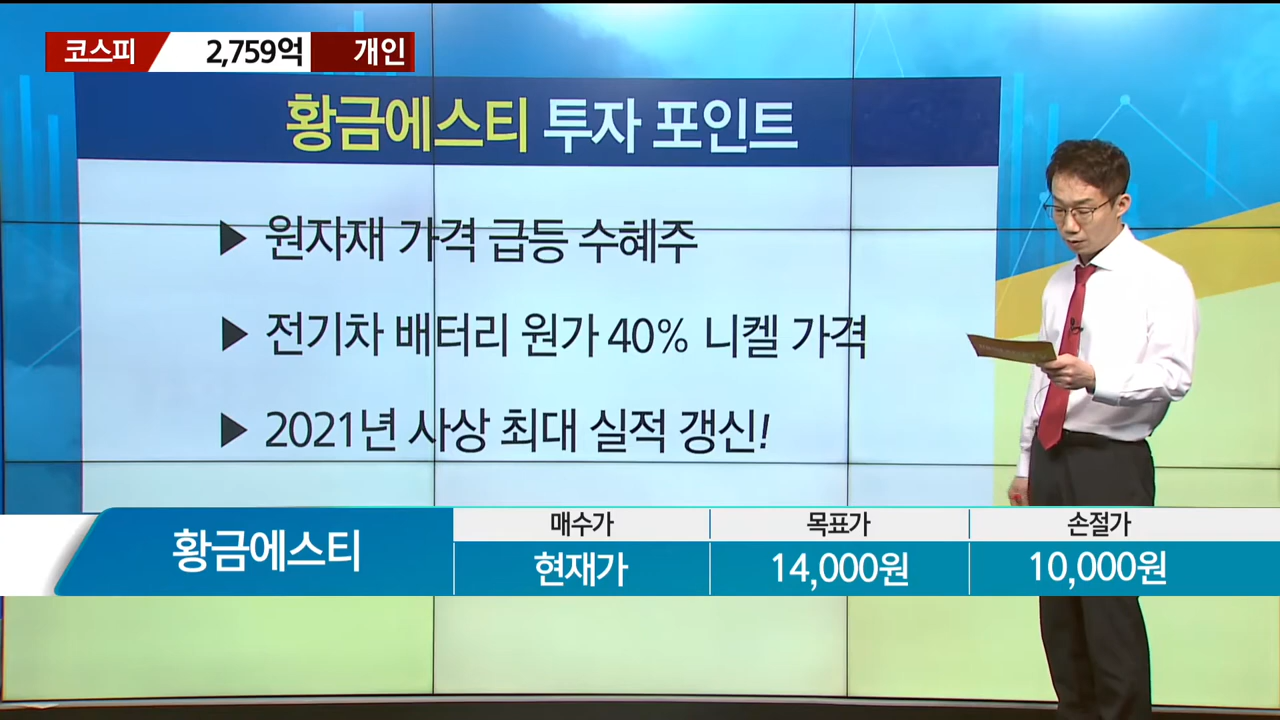 코스피 2,759억 개인
황금에스티 투자 포인트
▶ 원자재 가격 급등 수혜주
▶ 전기차 배터리 원가 40% 니켈 가격
▶ 2021년 사상 최대 실적 갱신!
황금에스티
매수가 목표가 손절가
현재가 14,000원 10,000원